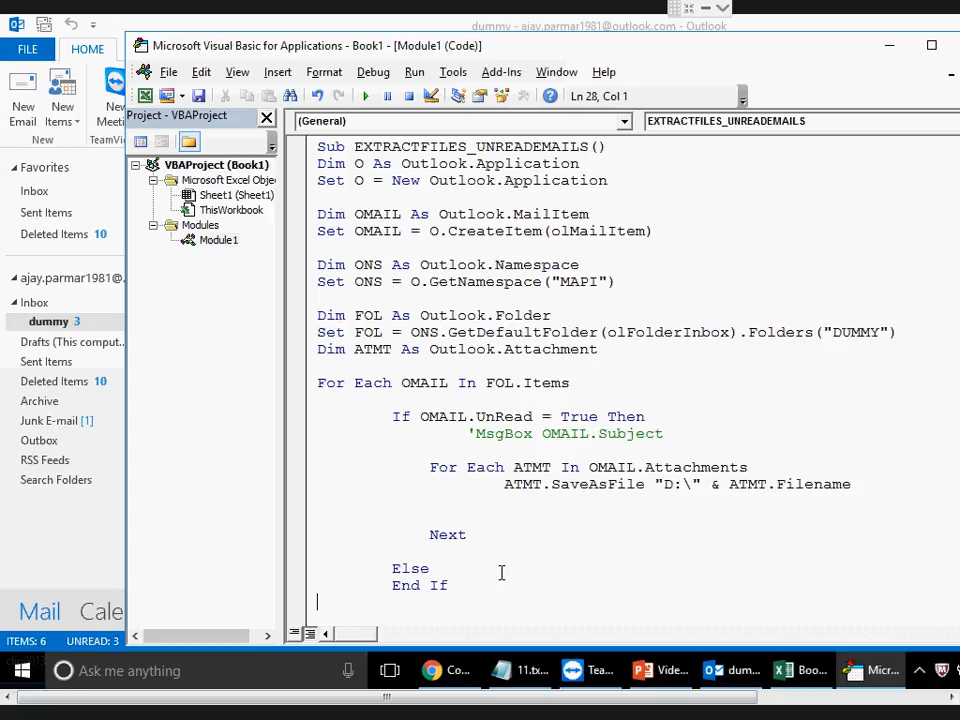 dummy - ajay.parmar1981@outlook.com - Outlook
FILE
HOME
New
Email
New
Items
New
Meeti
New
TeamV
Favorites
Inbox
Sent Items
Deleted Items 10
ajay.parmar1981@...
Inbox
dummy 3
Drafts (This comput...
Sent Items
Deleted Items 10
Archive
Junk E-mail [1]
Outbox
RSS Feeds
Search Folders
Mail
Cale
ITEMS: 6
UNREAD: 3
Microsoft Visual Basic for Applications - Book1 - [Module1 (Code)]
File Edit View Insert Format Debug Run Tools Add-Ins Window Help
Ln 28, Col 1
Project - VBAProject
VBAProject (Book1)
Microsoft Excel Obje
Sheet1 (Sheet1)
ThisWorkbook
Modules
Module1
(General)
EXTRACTFILES_UNREADEMAILS
Sub EXTRACTFILES_UNREADEMAILS()
Dim O As Outlook.Application
Set O = New Outlook.Application
Dim OMAIL As Outlook.MailItem
Set OMAIL = O.CreateItem(olMailItem)
Dim ONS As Outlook.Namespace
Set ONS = O.GetNamespace("MAPI")
Dim FOL As Outlook.Folder
Set FOL = ONS.GetDefaultFolder(olFolderInbox).Folders("DUMMY")
Dim ATMT As Outlook.Attachment
For Each OMAIL In FOL.Items
If OMAIL.UnRead = True Then
'MsgBox OMAIL.Subject
For Each ATMT In OMAIL.Attachments
ATMT.SaveAsFile "D:\" & ATMT.Filename
Next
Else
End If
Ask me anything
Co...
11.tx...
Tea...
Vide...
dum...
Boo...
Micr...